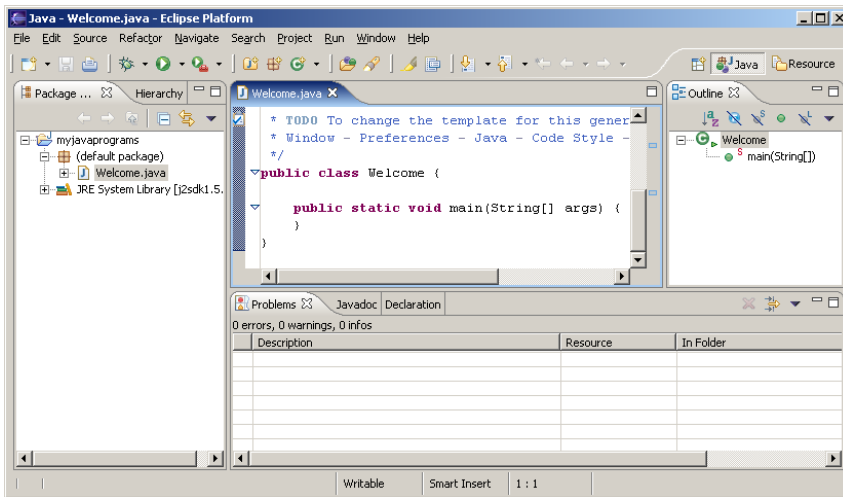 Java - Welcome.java - Eclipse Platform
File Edit Source Refactor Navigate Search Project Run Window Help
Java Resource
Package ... Hierarchy
myjavaprograms
(default package)
Welcome.java
JRE System Library [j2sdk1.5.
Welcome.java
* TODO To change the template for this gener
* Window - Preferences - Java - Code Style -
*/
public class Welcome {
public static void main(String[] args) {
}
}
Outline
Welcome
main(String[])
Problems Javadoc Declaration
0 errors, 0 warnings, 0 infos
Description Resource In Folder
Writable Smart Insert 1 : 1